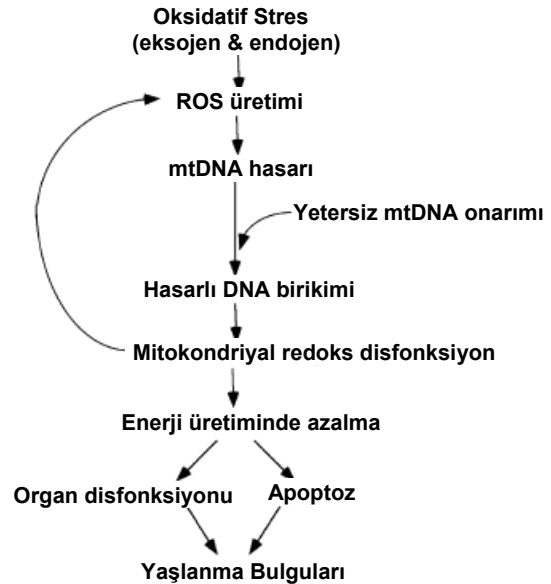 Oksidatif Stres
(eksojen & endojen)
ROS üretimi
mtDNA hasarı
Yetersiz mtDNA onarımı
Hasarlı DNA birikimi
Mitokondriyal redoks disfonksiyon
Enerji üretiminde azalma
Organ disfonksiyonu
Apoptoz
Yaşlanma Bulguları